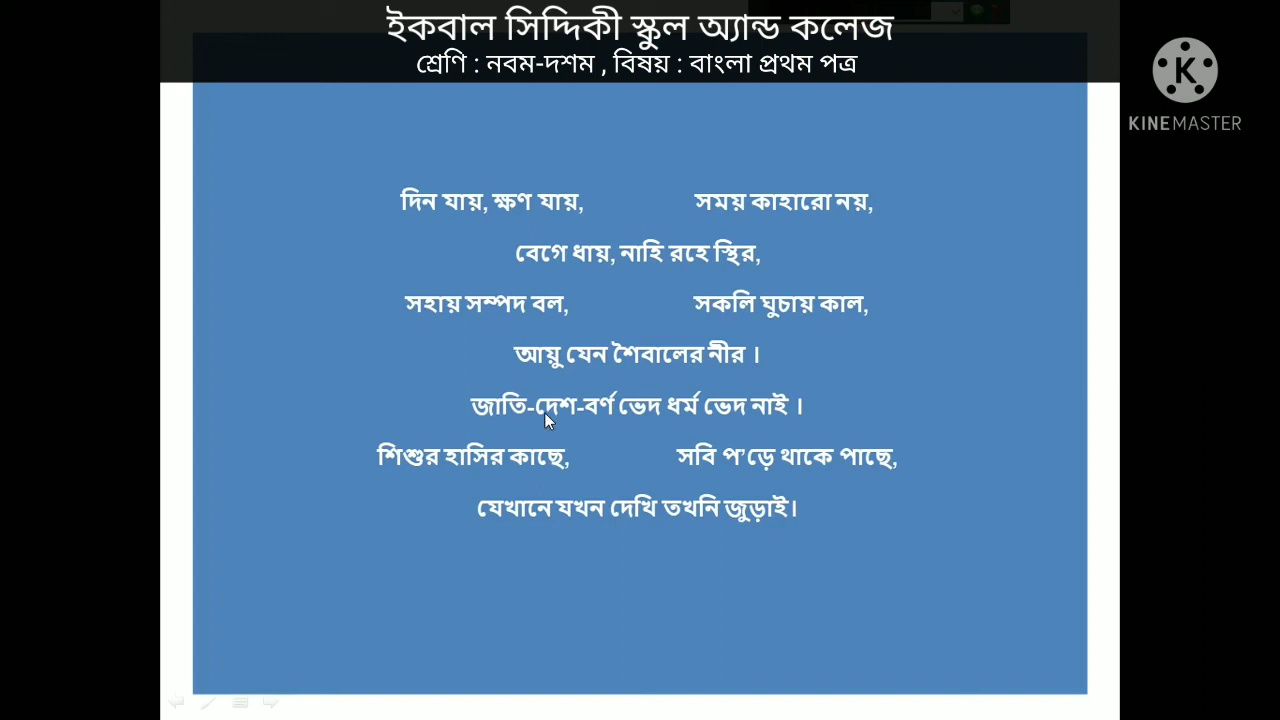 ইকবাল সিদ্দিকী স্কুল অ্যান্ড কলেজ
শ্রেণি : নবম-দশম , বিষয় : বাংলা প্রথম পত্র
KINEMASTER
দিন যায়, ক্ষণ যায়, সময় কাহারো নয়,
বেগে ধায়, নাহি রহে স্থির,
সহায় সম্পদ বল, সকলি ঘুচায় কাল,
আয়ু যেন শৈবালের নীর ।
জাতি-দেশ-বর্ণ ভেদ ধর্ম ভেদ নাই ।
শিশুর হাসির কাছে, সবি প'ড়ে থাকে পাছে,
যেখানে যখন দেখি তখনি জুড়াই।